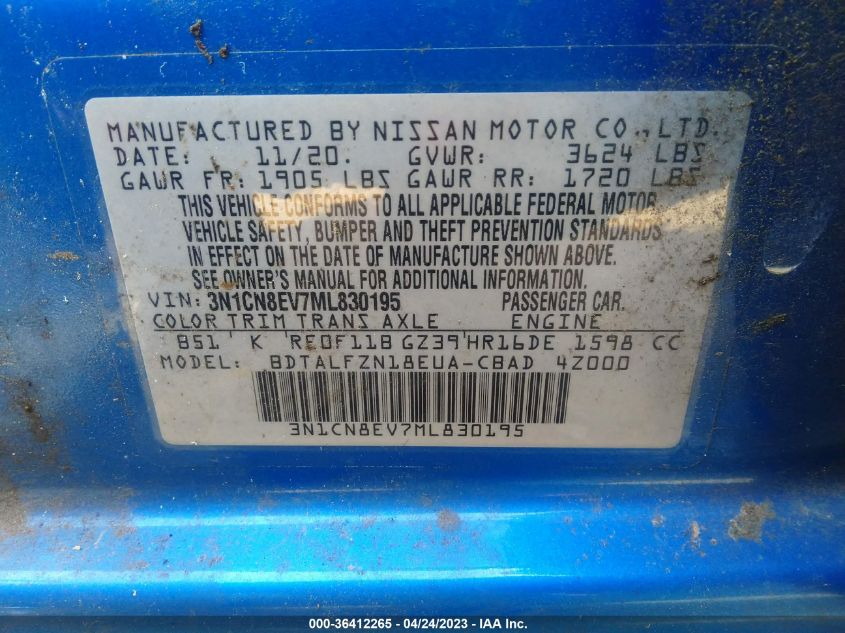 MANUFACTURED BY NISSAN MOTOR CO., LTD.
DATE: 11/20. GVWR: 3624 LBS
GAWR FR: 1905 LBS GAWR RR: 1720 LBS
THIS VEHICLE CONFORMS TO ALL APPLICABLE FEDERAL MOTOR
VEHICLE SAFETY, BUMPER AND THEFT PREVENTION STANDARDS
IN EFFECT ON THE DATE OF MANUFACTURE SHOWN ABOVE.
SEE OWNER'S MANUAL FOR ADDITIONAL INFORMATION.
VIN: 3N1CN8EV7ML830195 PASSENGER CAR.
COLOR TRIM TRANS AXLE ENGINE
B51 K RE0F11B GZ39 HR16DE 1598 CC
MODEL: BDTALFZN18EUA-CBAD 4Z000
3N1CN8EV7ML830195
000-36412265 - 04/24/2023 - IAA Inc.